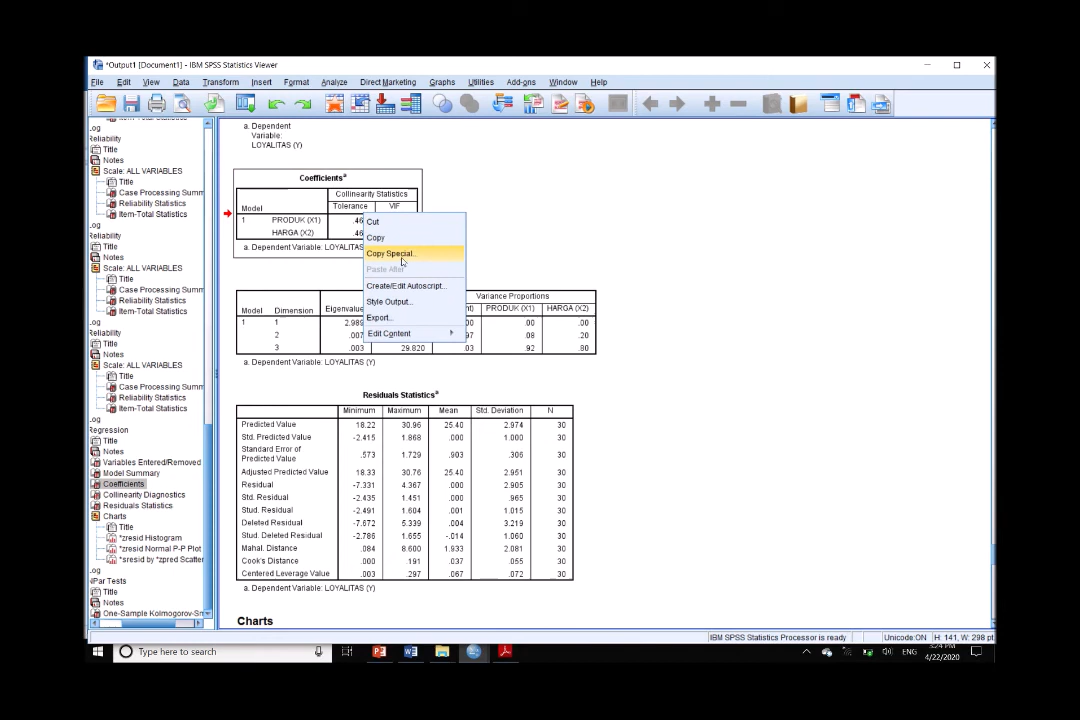 *Output1 [Document1] - IBM SPSS Statistics Viewer
File Edit View Data Transform Insert Format Analyze Direct Marketing Graphs Utilities Add-ons Window Help
Log
Reliability
Title
Notes
Scale: ALL VARIABLES
Title
Case Processing Summ
Reliability Statistics
Item-Total Statistics
Log
Reliability
Title
Notes
Scale: ALL VARIABLES
Title
Case Processing Summ
Reliability Statistics
Item-Total Statistics
Log
Reliability
Title
Notes
Scale: ALL VARIABLES
Title
Case Processing Summ
Reliability Statistics
Item-Total Statistics
Log
Regression
Title
Notes
Variables Entered/Removed
Model Summary
Coefficients
Collinearity Diagnostics
Residuals Statistics
Charts
Title
*zresid Histogram
*zresid Normal P-P Plot
*sresid by *zpred Scatter
Log
NPar Tests
Title
Notes
One-Sample Kolmogorov-Sm
a. Dependent
Variable:
LOYALITAS (Y)
Coefficientsª
Collinearity Statistics
Model Tolerance VIF
1 PRODUK (X1) .46
HARGA (X2) .46
a. Dependent Variable: LOYALITAS
Cut
Copy
Copy Special...
Paste After
Create/Edit Autoscript...
Style Output...
Export...
Edit Content
Variance Proportions
Model Dimension Eigenvalue PRODUK (X1) HARGA (X2)
1 1 2.989 .00 .00
2 .007 .08 .20
3 .003 29.820 .03 .92 .80
a. Dependent Variable: LOYALITAS (Y)
Residuals Statisticsª
Minimum Maximum Mean Std. Deviation N
Predicted Value 18.22 30.96 25.40 2.974 30
Std. Predicted Value -2.415 1.868 .000 1.000 30
Standard Error of
Predicted Value .573 1.729 .903 .306 30
Adjusted Predicted Value 18.33 30.76 25.40 2.951 30
Residual -7.331 4.367 .000 2.905 30
Std. Residual -2.435 1.451 .000 .965 30
Stud. Residual -2.491 1.604 .001 1.015 30
Deleted Residual -7.672 5.339 .004 3.219 30
Stud. Deleted Residual -2.786 1.655 -.014 1.060 30
Mahal. Distance .084 8.600 1.933 2.081 30
Cook's Distance .000 .191 .037 .055 30
Centered Leverage Value .003 .297 .067 .072 30
a. Dependent Variable: LOYALITAS (Y)
Charts
IBM SPSS Statistics Processor is ready Unicode:ON H: 141, W: 298 pt
Type here to search
ENG
3:24 PM
4/22/2020